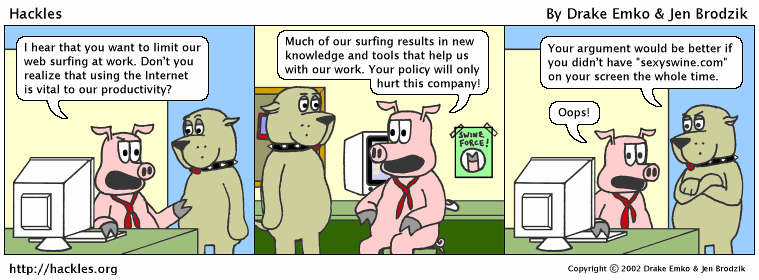 Hackles
By Drake Emko & Jen Brodzik
I hear that you want to limit our
web surfing at work. Don't you
realize that using the Internet
is vital to our productivity?
Much of our surfing results in new
knowledge and tools that help us
with our work. Your policy will only
hurt this company!
SWINE
FORCE!
Your argument would be better if
you didn't have "sexyswine.com"
on your screen the whole time.
Oops!
http://hackles.org
Copyright © 2002 Drake Emko & Jen Brodzik